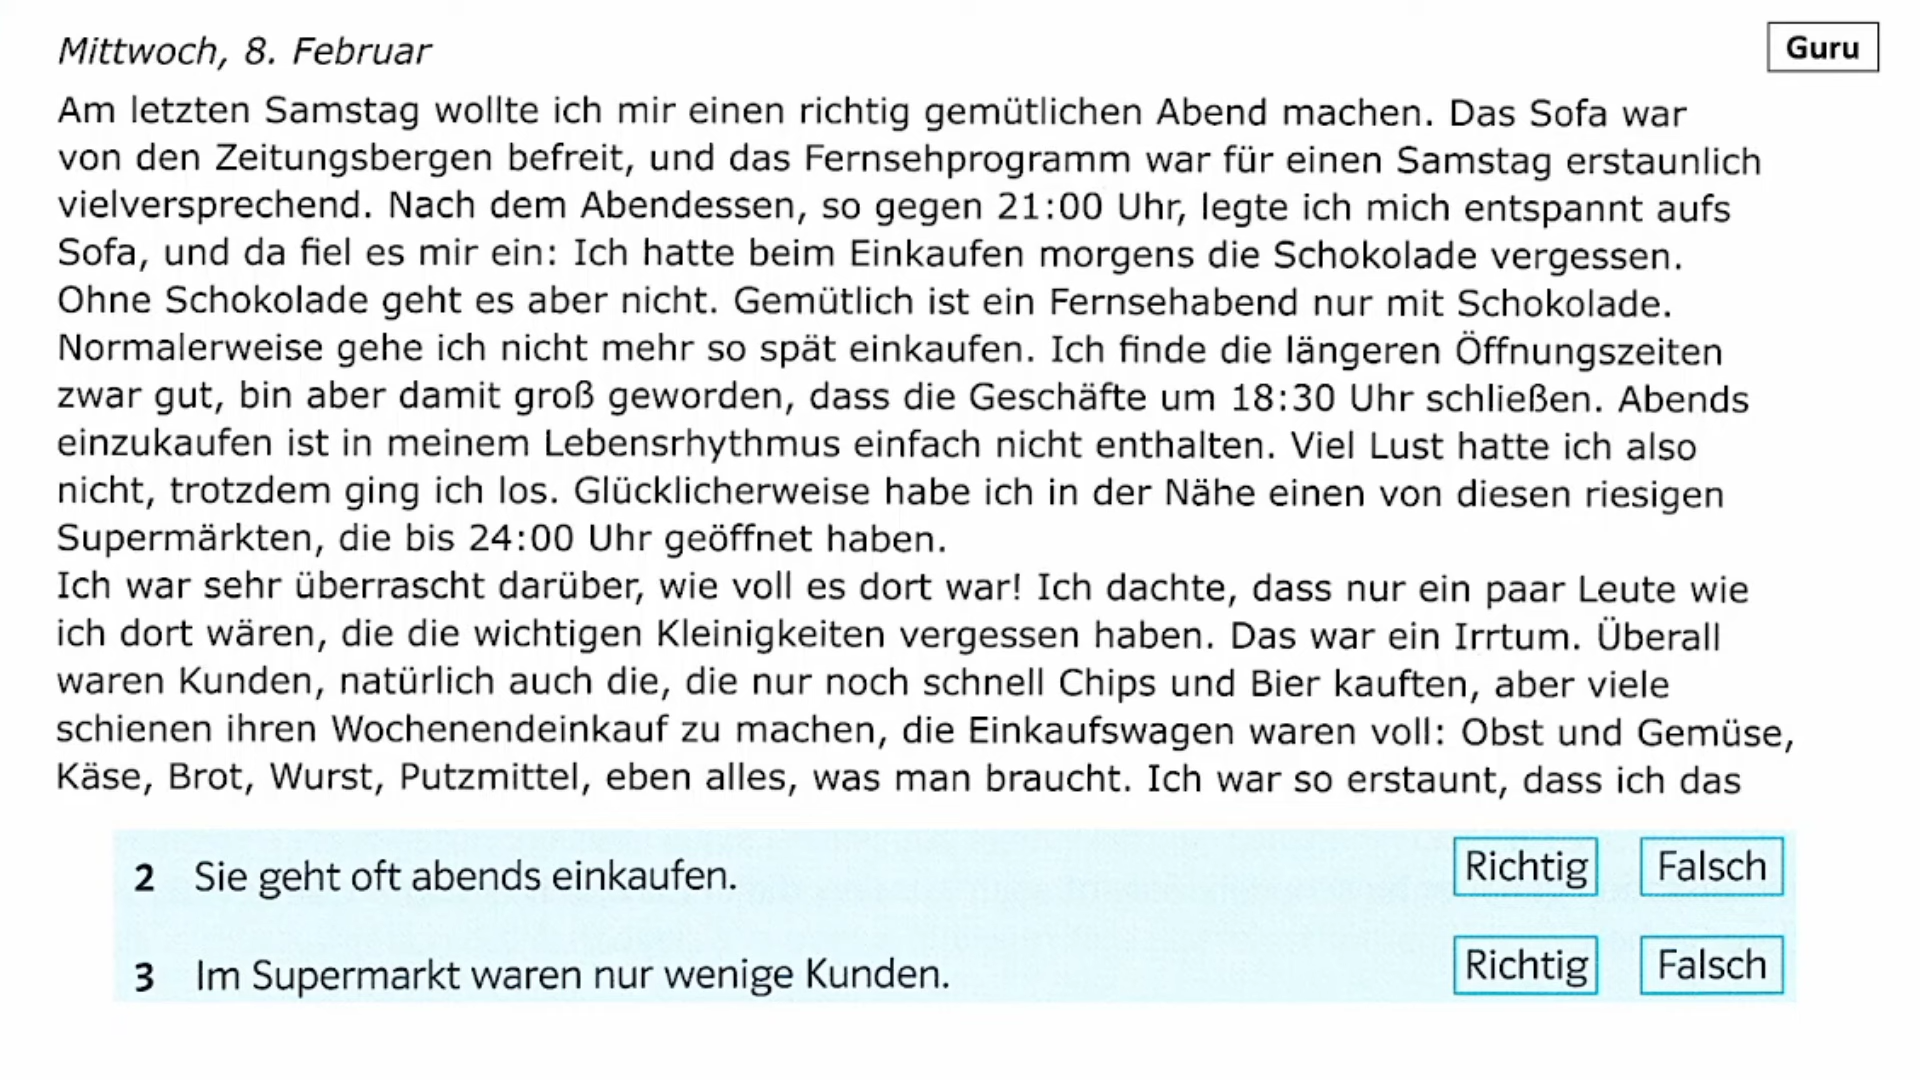 Mittwoch, 8. Februar
Guru
Am letzten Samstag wollte ich mir einen richtig gemütlichen Abend machen. Das Sofa war
von den Zeitungsbergen befreit, und das Fernsehprogramm war für einen Samstag erstaunlich
vielversprechend. Nach dem Abendessen, so gegen 21:00 Uhr, legte ich mich entspannt aufs
Sofa, und da fiel es mir ein: Ich hatte beim Einkaufen morgens die Schokolade vergessen.
Ohne Schokolade geht es aber nicht. Gemütlich ist ein Fernsehabend nur mit Schokolade.
Normalerweise gehe ich nicht mehr so spät einkaufen. Ich finde die längeren Öffnungszeiten
zwar gut, bin aber damit groß geworden, dass die Geschäfte um 18:30 Uhr schließen. Abends
einzukaufen ist in meinem Lebensrhythmus einfach nicht enthalten. Viel Lust hatte ich also
nicht, trotzdem ging ich los. Glücklicherweise habe ich in der Nähe einen von diesen riesigen
Supermärkten, die bis 24:00 Uhr geöffnet haben.
Ich war sehr überrascht darüber, wie voll es dort war! Ich dachte, dass nur ein paar Leute wie
ich dort wären, die die wichtigen Kleinigkeiten vergessen haben. Das war ein Irrtum. Überall
waren Kunden, natürlich auch die, die nur noch schnell Chips und Bier kauften, aber viele
schienen ihren Wochenendeinkauf zu machen, die Einkaufswagen waren voll: Obst und Gemüse,
Käse, Brot, Wurst, Putzmittel, eben alles, was man braucht. Ich war so erstaunt, dass ich das
2 Sie geht oft abends einkaufen. Richtig Falsch
3 Im Supermarkt waren nur wenige Kunden. Richtig Falsch